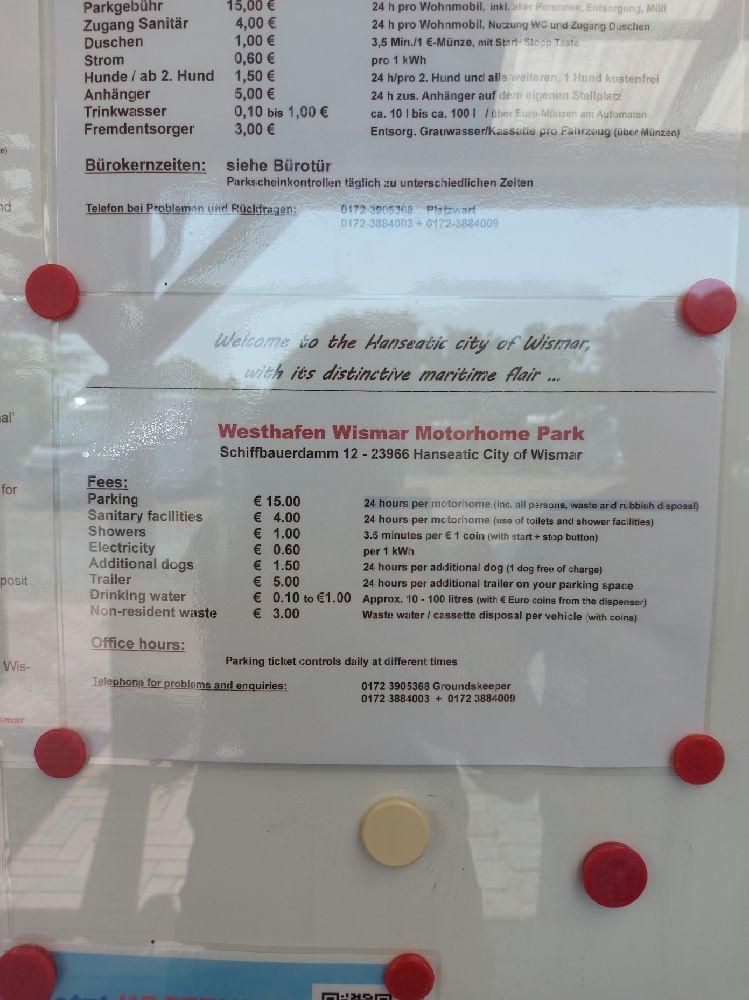 Parkgebühr 15,00 € 24 h pro Wohnmobil, inkl. aller Personen, Entsorgung, Müll
Zugang Sanitär 4,00 € 24 h pro Wohnmobil, Nutzung WC und Zugang Duschen
Duschen 1,00 € 3,5 Min./1 €-Münze, mit Start- Stopp Taste
Strom 0,60 € pro 1 kWh
Hunde / ab 2. Hund 1,50 € 24 h/pro 2. Hund und alle weiteren, 1 Hund kostenfrei
Anhänger 5,00 € 24 h zus. Anhänger auf dem eigenen Stellplatz
Trinkwasser 0,10 bis 1,00 € ca. 10 l bis ca. 100 l / über Euro-Münzen am Automaten
Fremdentsorger 3,00 € Entsorg. Grauwasser/Kassette pro Fahrzeug (über Münzen)
Bürokernzeiten: siehe Bürotür
Parkscheinkontrollen täglich zu unterschiedlichen Zeiten
Telefon bei Problemen und Rückfragen: 0172-3905368 Platzwart
0172-3884003 + 0172-3884009
Welcome to the Hanseatic city of Wismar,
with its distinctive maritime flair ...
Westhafen Wismar Motorhome Park
Schiffbauerdamm 12 - 23966 Hanseatic City of Wismar
Fees:
Parking € 15.00 24 hours per motorhome (inc. all persons, waste and rubbish disposal)
Sanitary facilities € 4.00 24 hours per motorhome (use of toilets and shower facilities)
Showers € 1.00 3.5 minutes per € 1 coin (with start + stop button)
Electricity € 0.60 per 1 kWh
Additional dogs € 1.50 24 hours per additional dog (1 dog free of charge)
Trailer € 5.00 24 hours per additional trailer on your parking space
Drinking water € 0.10 to €1.00 Approx. 10 - 100 litres (with € Euro coins from the dispenser)
Non-resident waste € 3.00 Waste water / cassette disposal per vehicle (with coins)
Office hours:
Parking ticket controls daily at different times
Telephone for problems and enquiries: 0172 3905368 Groundskeeper
0172 3884003 + 0172 3884009
for
posit
Wis-
smar